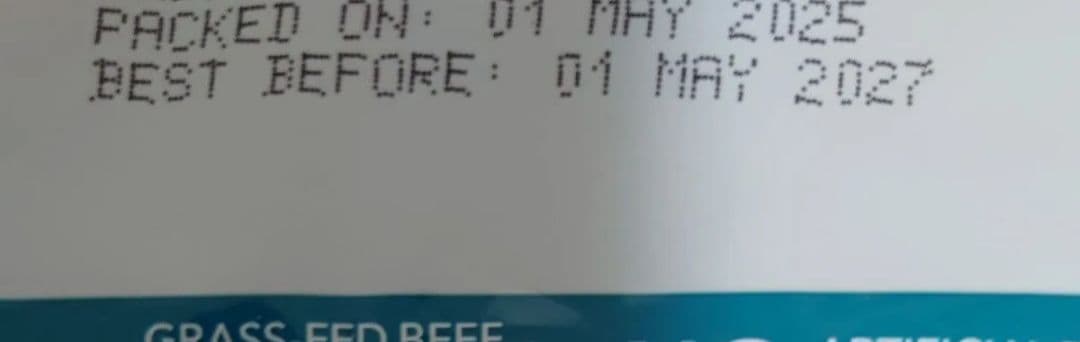 PACKED ON: 01 MAY 2025
BEST BEFORE: 01 MAY 2027
GRASS-FED BEEF